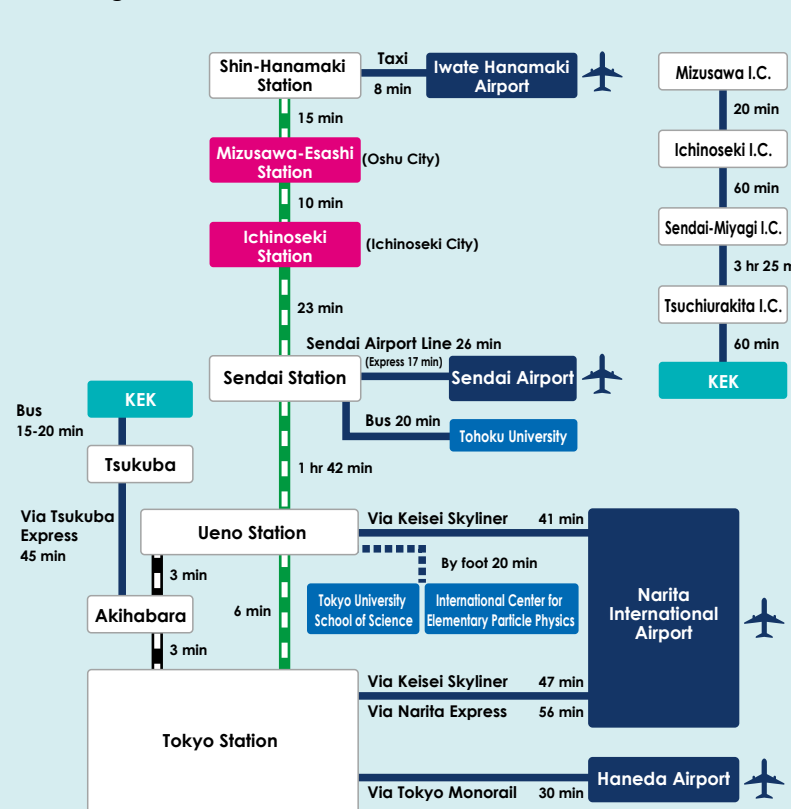 Shin-Hanamaki
Station
Taxi
8 min
Iwate Hanamaki
Airport
15 min
Mizusawa-Esashi
Station
(Oshu City)
10 min
Ichinoseki
Station
(Ichinoseki City)
23 min
Sendai Airport Line 26 min
(Express 17 min)
Sendai Station
Sendai Airport
Bus 20 min
Tohoku University
KEK
Bus
15-20 min
Tsukuba
1 hr 42 min
Via Tsukuba
Express
45 min
Ueno Station
Via Keisei Skyliner 41 min
By foot 20 min
3 min
Akihabara
6 min
Tokyo University
School of Science
International Center for
Elementary Particle Physics
Narita
International
Airport
3 min
Via Keisei Skyliner 47 min
Via Narita Express 56 min
Tokyo Station
Haneda Airport
Via Tokyo Monorail 30 min
Mizusawa I.C.
20 min
Ichinoseki I.C.
60 min
Sendai-Miyagi I.C.
3 hr 25 m
Tsuchiurakita I.C.
60 min
KEK